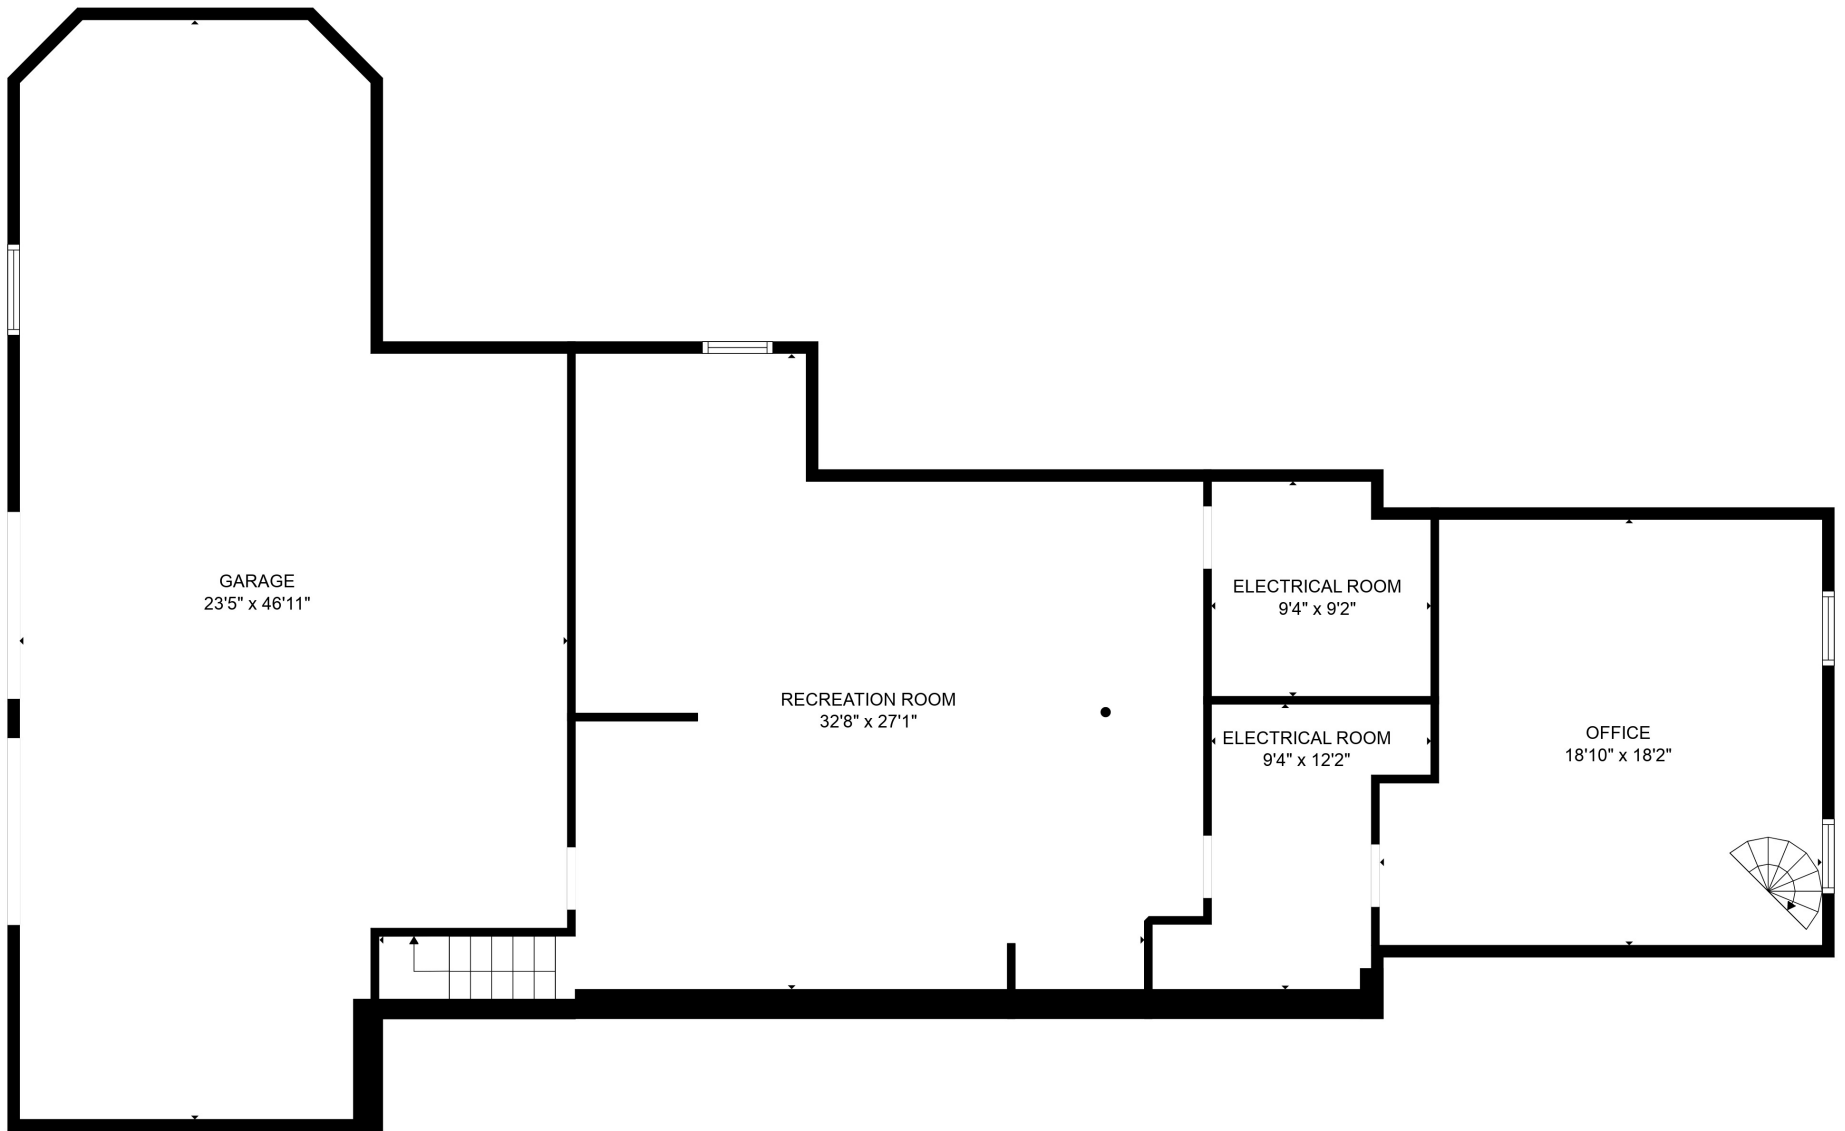 GARAGE
23'5" x 46'11"
RECREATION ROOM
32'8" x 27'1"
ELECTRICAL ROOM
9'4" x 9'2"
ELECTRICAL ROOM
9'4" x 12'2"
OFFICE
18'10" x 18'2"